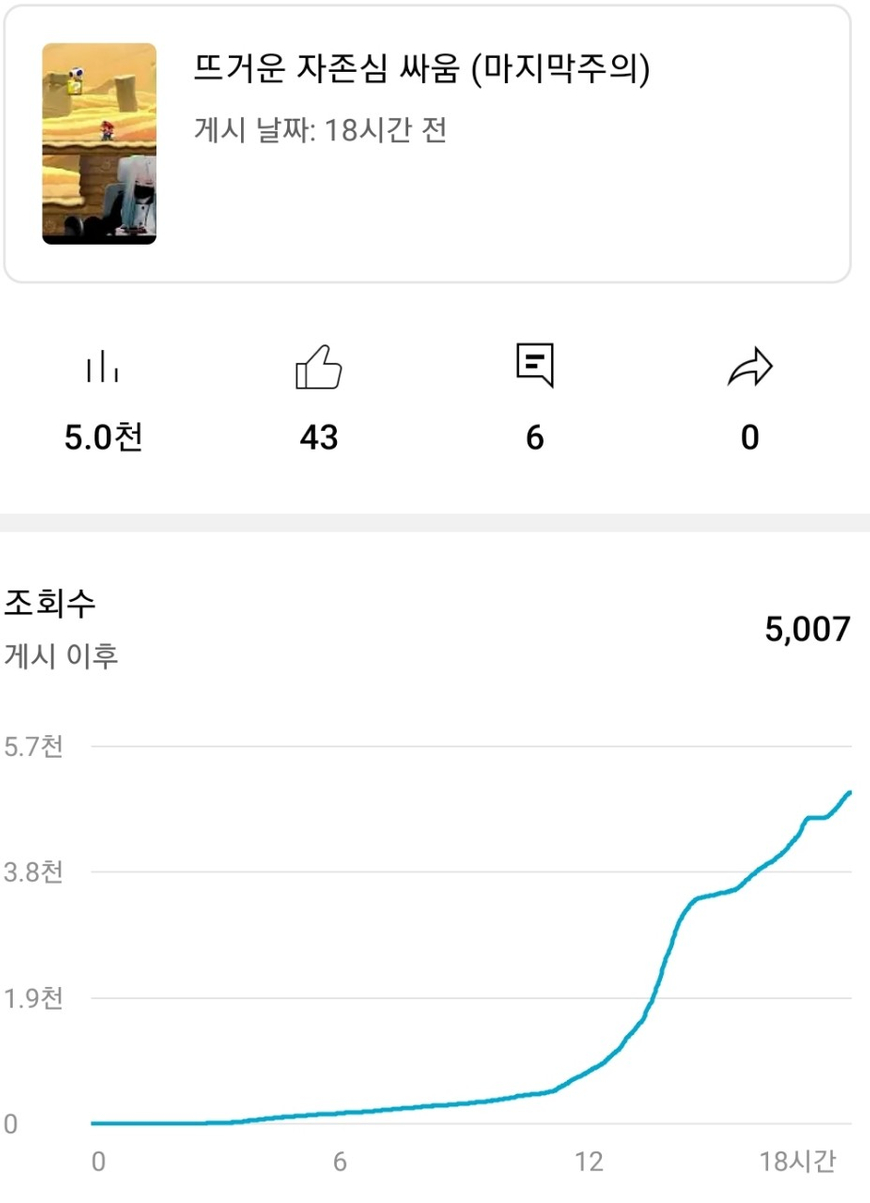 뜨거운 자존심 싸움 (마지막주의)
게시 날짜: 18시간 전
5.0천 43 6 0
조회수
5,007
게시 이후
5.7천
3.8천
1.9천
0
0 6 12 18시간